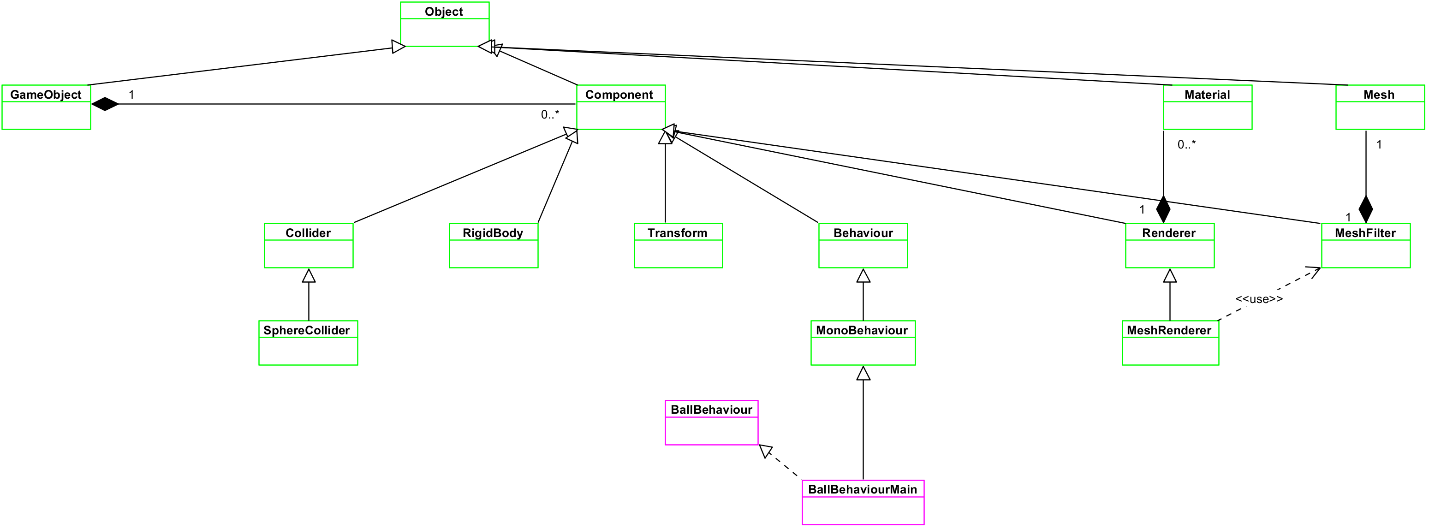 Object
GameObject
1
0..*
Component
Material
Mesh
0..*
1
1
1
Collider
RigidBody
Transform
Behaviour
Renderer
MeshFilter
<<use>>
SphereCollider
MonoBehaviour
MeshRenderer
BallBehaviour
BallBehaviourMain